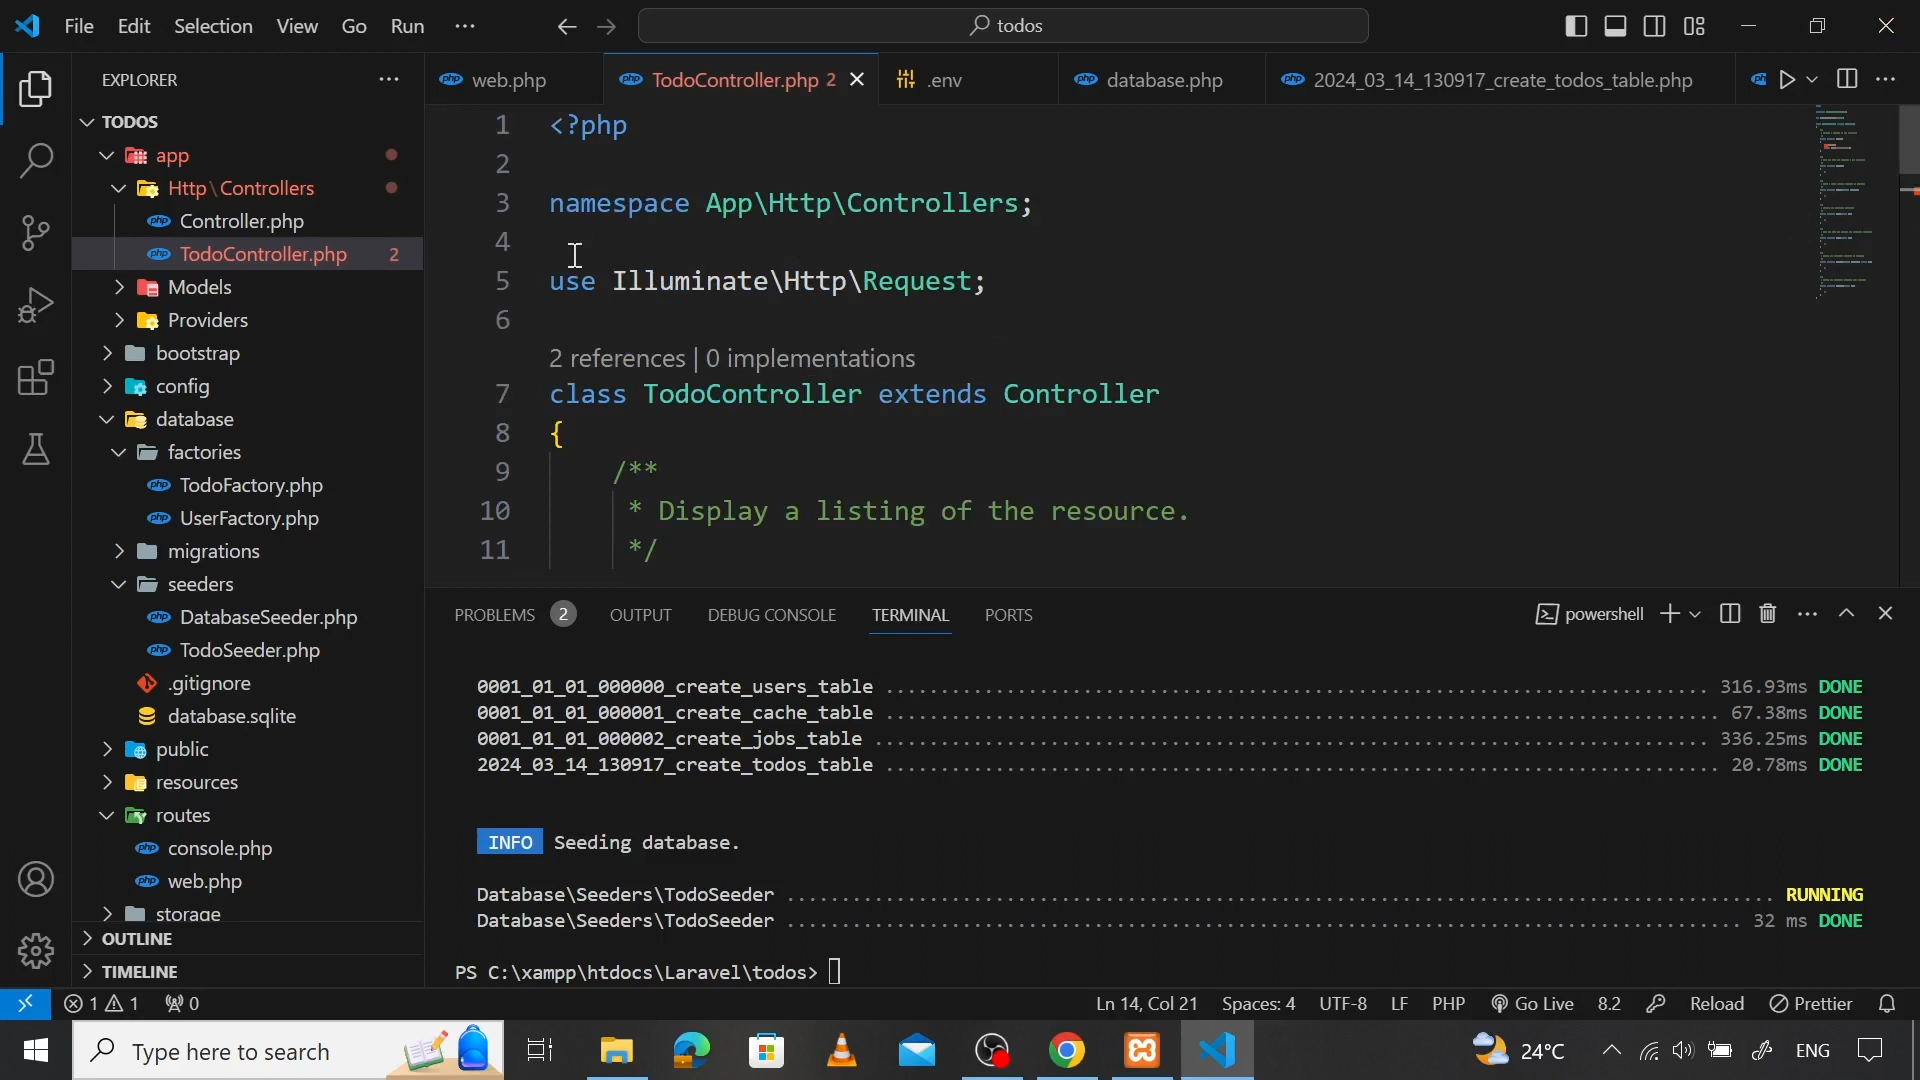 File Edit Selection View Go Run ···
todos
EXPLORER ···
TODOS
app
Http\Controllers
Controller.php
TodoController.php 2
Models
Providers
bootstrap
config
database
factories
TodoFactory.php
UserFactory.php
migrations
seeders
DatabaseSeeder.php
TodoSeeder.php
.gitignore
database.sqlite
public
resources
routes
console.php
web.php
storage
OUTLINE
TIMELINE
web.php TodoController.php 2 .env database.php 2024_03_14_130917_create_todos_table.php
1 <?php
2
3 namespace App\Http\Controllers;
4
5 use Illuminate\Http\Request;
6
2 references | 0 implementations
7 class TodoController extends Controller
8 {
9 /**
10 * Display a listing of the resource.
11 */
PROBLEMS 2 OUTPUT DEBUG CONSOLE TERMINAL PORTS powershell
0001_01_01_000000_create_users_table ........................................ 316.93ms DONE
0001_01_01_000001_create_cache_table ........................................ 67.38ms DONE
0001_01_01_000002_create_jobs_table ........................................ 336.25ms DONE
2024_03_14_130917_create_todos_table ........................................ 20.78ms DONE
INFO Seeding database.
Database\Seeders\TodoSeeder ........................................ RUNNING
Database\Seeders\TodoSeeder ........................................ 32 ms DONE
PS C:\xampp\htdocs\Laravel\todos>
1 1 0 Ln 14, Col 21 Spaces: 4 UTF-8 LF PHP Go Live 8.2 Reload Prettier
Type here to search 24°C ENG